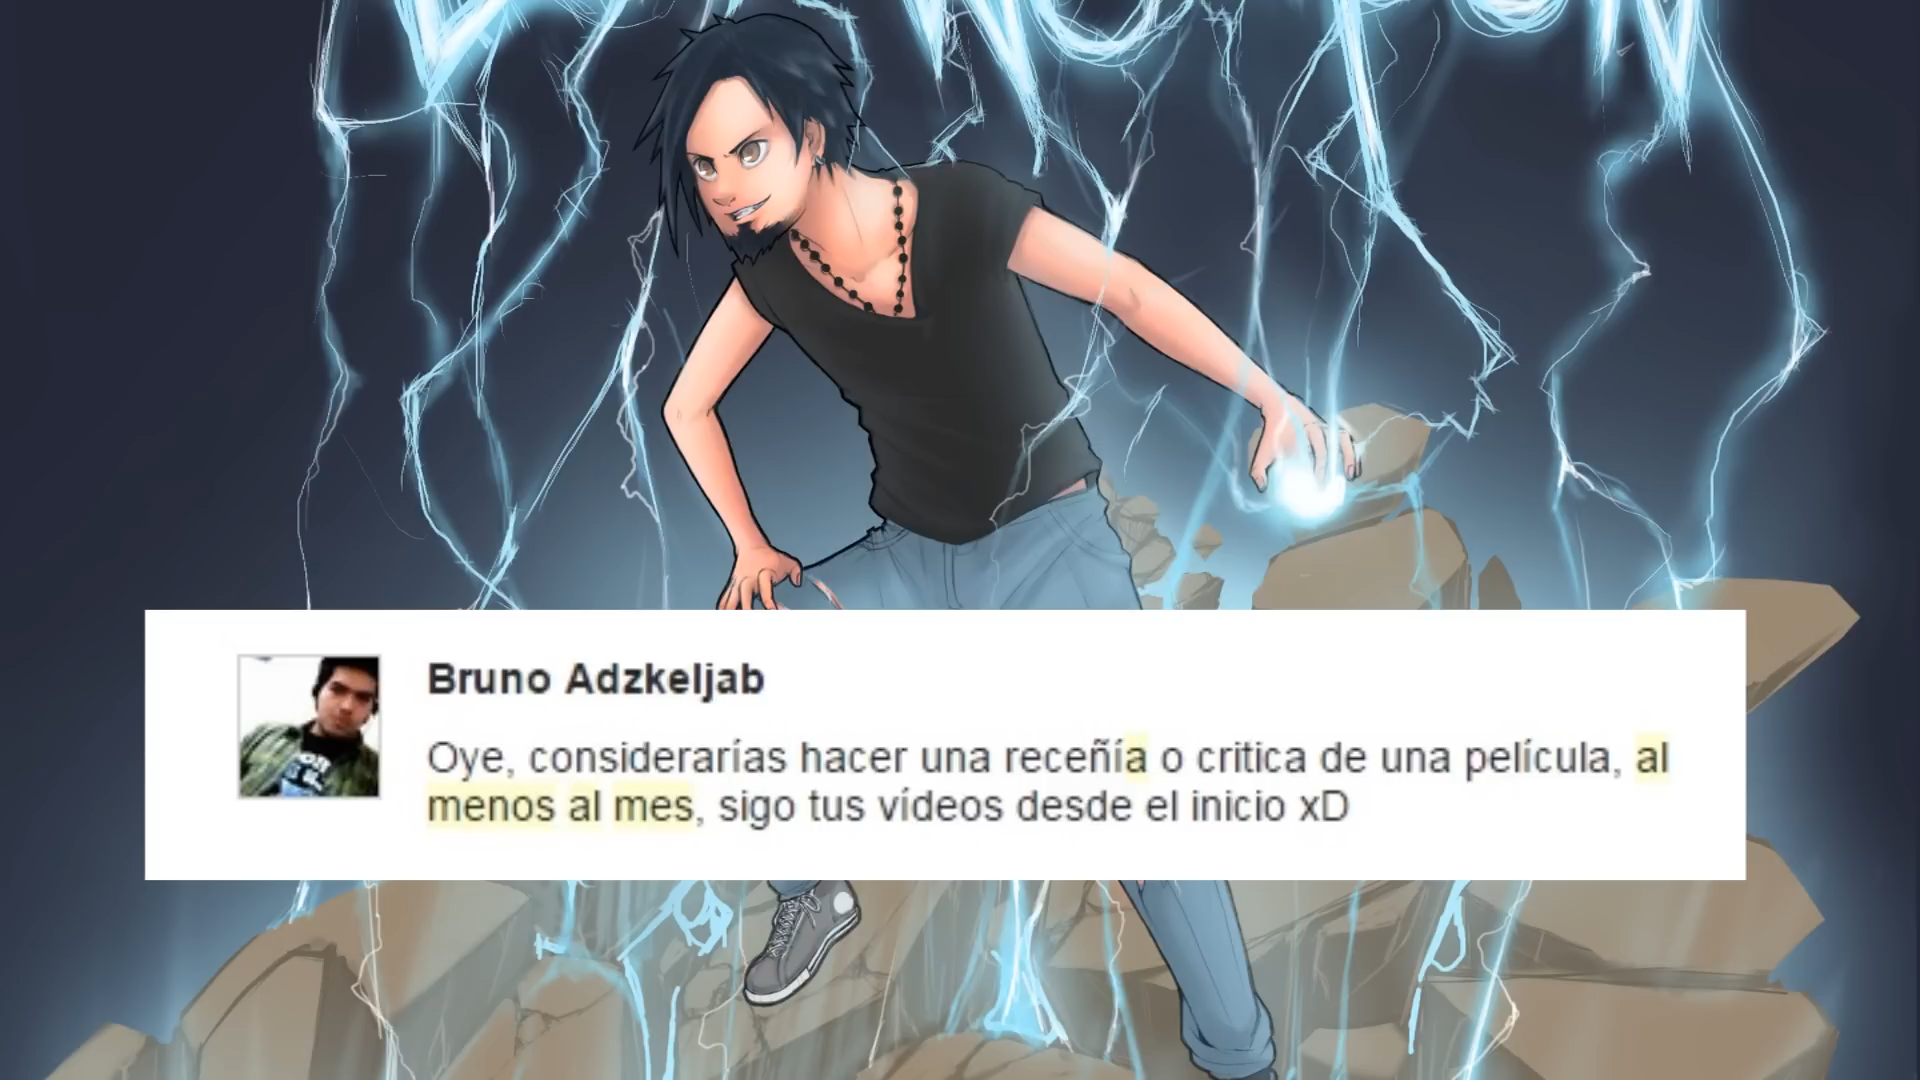 Bruno Adzkeljab
Oye, considerarías hacer una receñía o critica de una película, al
menos al mes, sigo tus vídeos desde el inicio xD